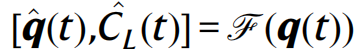 [q̂(t),Ĉ_L(t)] = ℱ(q(t))